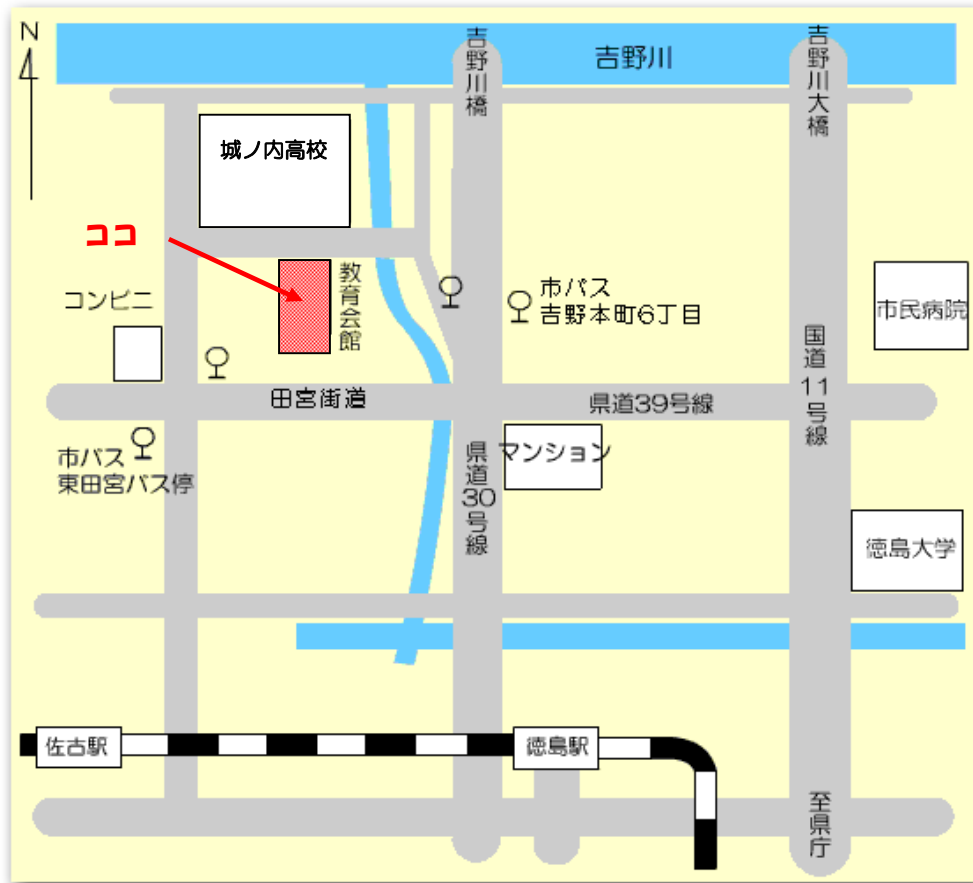 N
吉野川橋
吉野川
吉野川大橋
城ノ内高校
ココ
教育会館
コンビニ
市バス
吉野本町6丁目
市民病院
国道11号線
田宮街道
県道39号線
市バス
東田宮バス停
県道30号線
マンション
徳島大学
佐古駅
徳島駅
至県庁